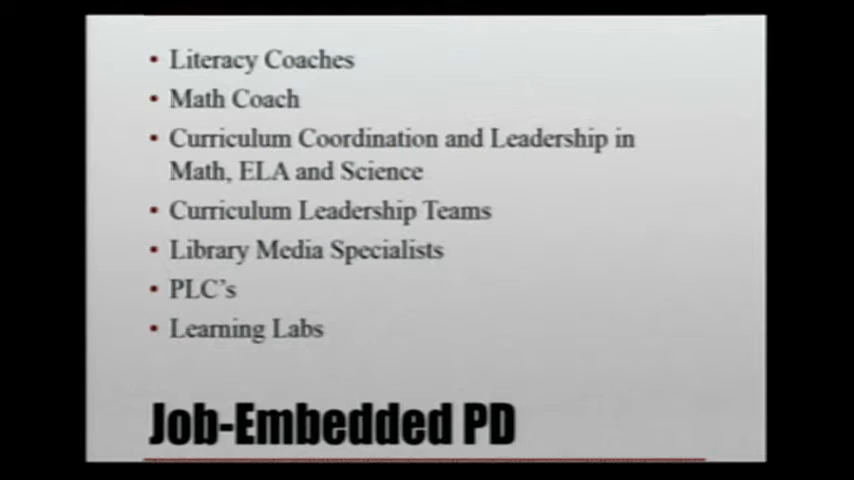 • Literacy Coaches
• Math Coach
• Curriculum Coordination and Leadership in
Math, ELA and Science
• Curriculum Leadership Teams
• Library Media Specialists
• PLC's
• Learning Labs
Job-Embedded PD